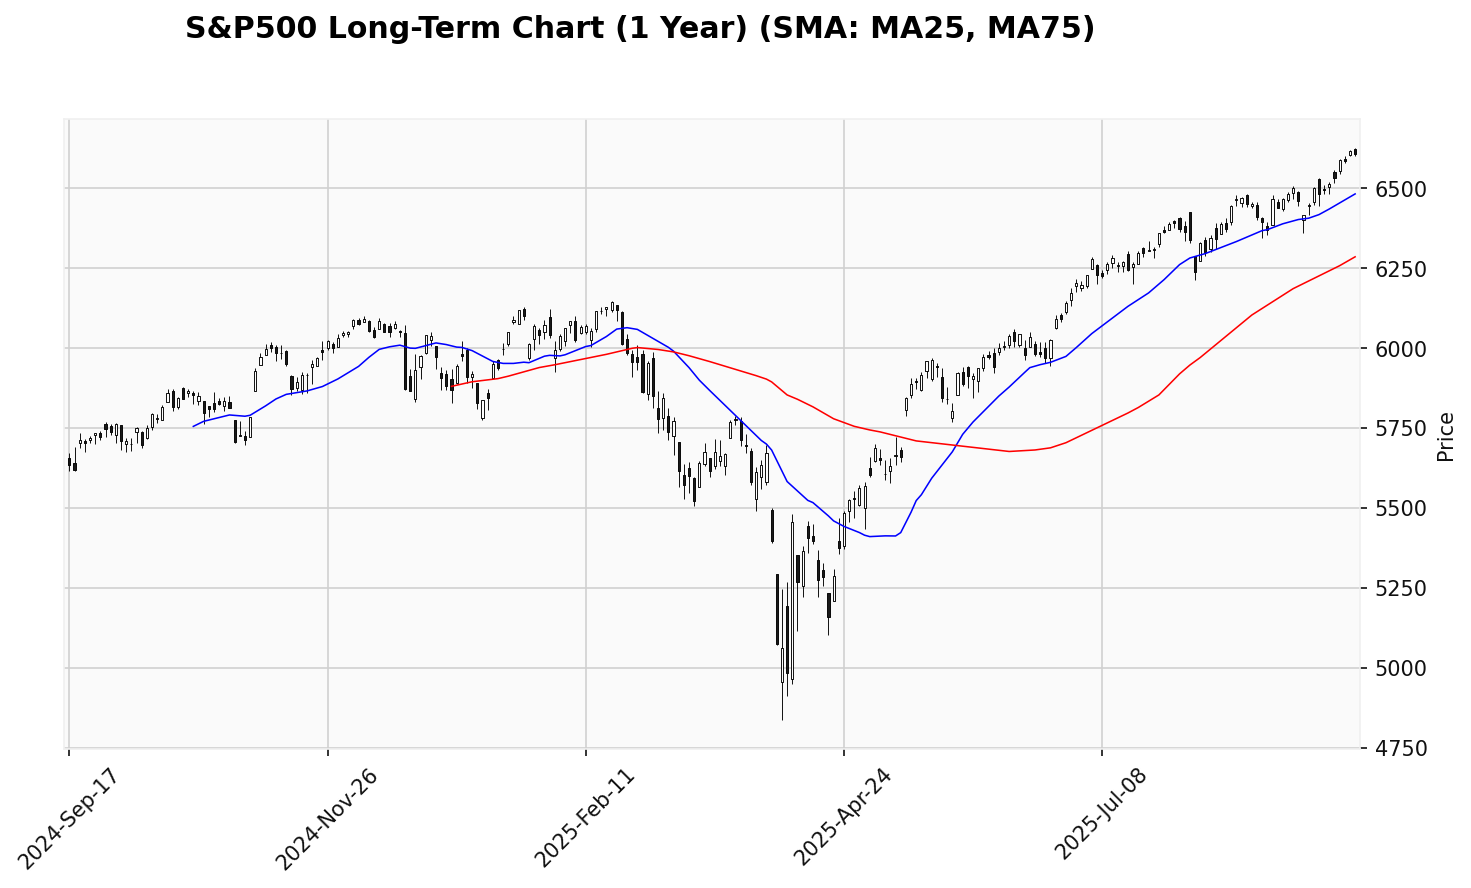 S&P500 Long-Term Chart (1 Year) (SMA: MA25, MA75)
6500
6250
6000
5750
5500
5250
5000
4750
Price
2024-Sep-17
2024-Nov-26
2025-Feb-11
2025-Apr-24
2025-Jul-08